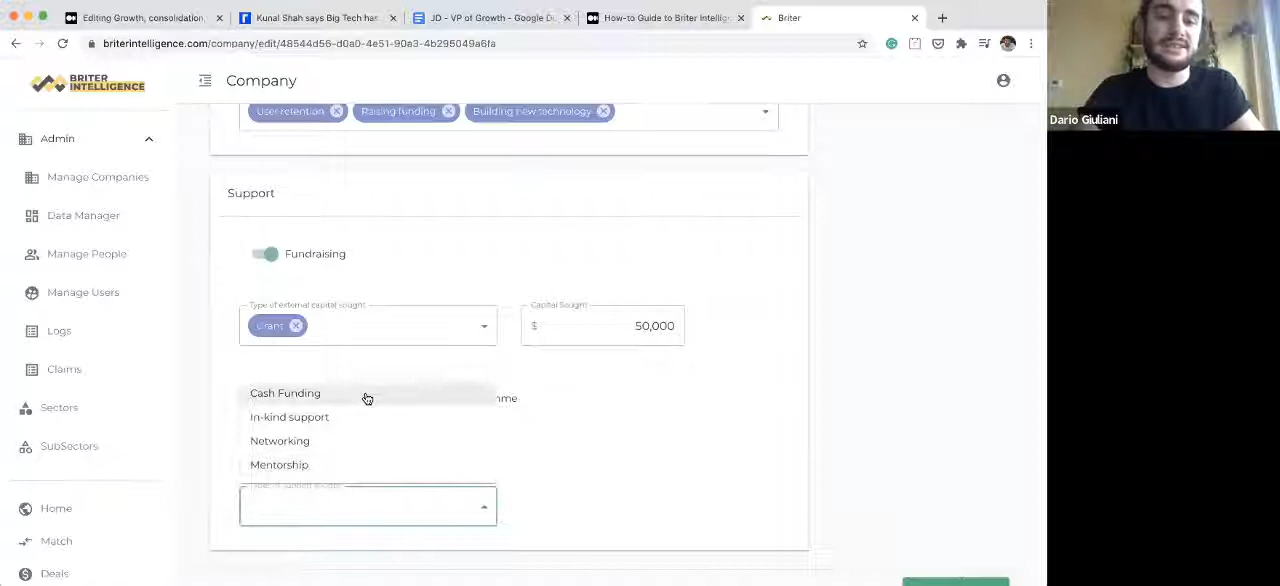 Editing Growth, consolidation,
Kunal Shah says Big Tech has
JD - VP of Growth - Google Do
How-to Guide to Briter Intellige
Briter
briterintelligence.com/company/edit/48544d56-d0a0-4e51-90a3-4b295049a6fa
BRITER
INTELLIGENCE
Company
Dario Giuliani
User retention
Raising funding
Building new technology
Admin
Manage Companies
Support
Data Manager
Fundraising
Manage People
Manage Users
Type of external capital sought
Capital Sought
Grant
$ 50,000
Logs
Claims
Cash Funding
nme
Sectors
In-kind support
Networking
SubSectors
Mentorship
Home
Match
Deals